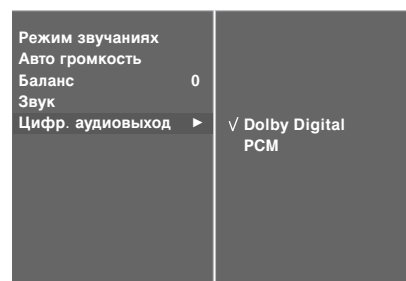 Режим звучаниях
Авто громкость
Баланс 0
Звук
Цифр. аудиовыход ►
√ Dolby Digital
PCM